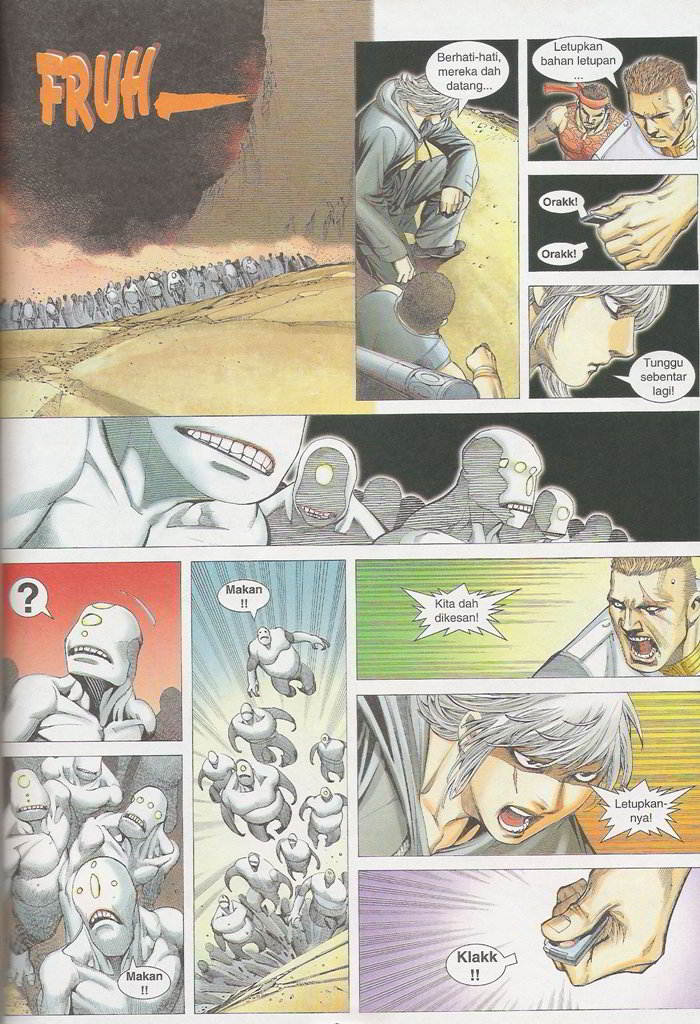 FRUH
Berhati-hati,
mereka dah
datang...
Letupkan
bahan letupan
...
Orakk!
Orakk!
Tunggu
sebentar
lagi!
?
Makan
!!
Makan
!!
Kita dah
dikesan!
Letupkan-
nya!
Klakk
!!